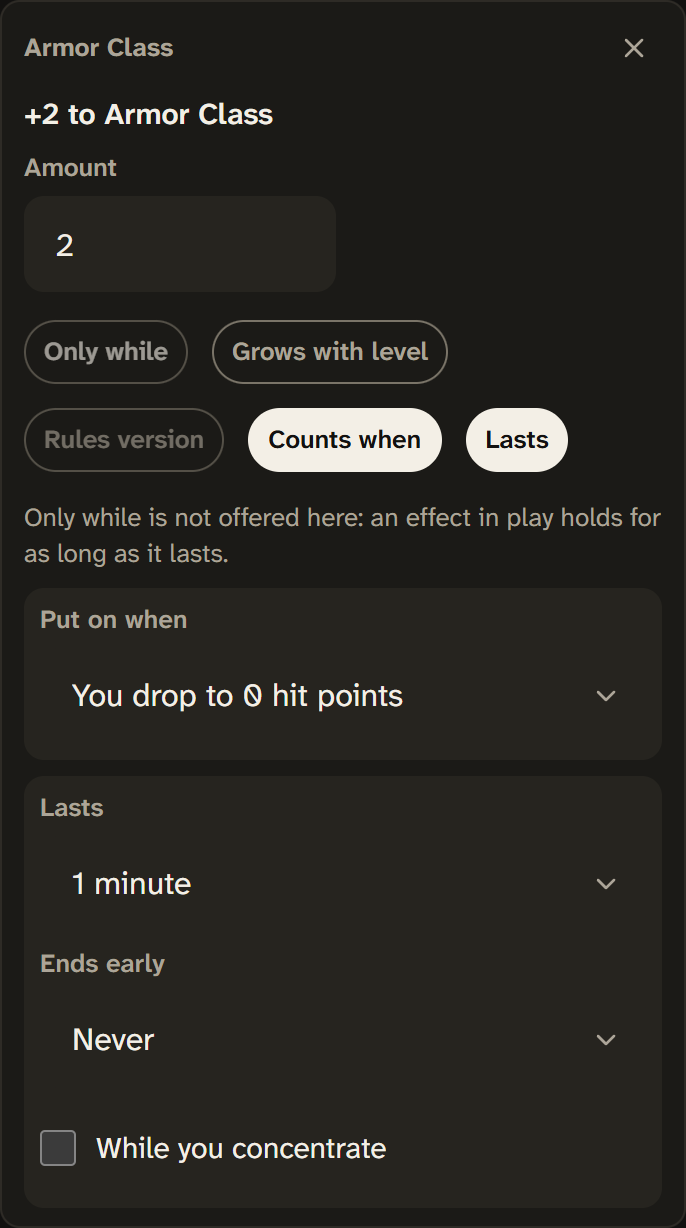 Armor Class
+2 to Armor Class
Amount
2
Only while
Grows with level
Rules version
Counts when
Lasts
Only while is not offered here: an effect in play holds for
as long as it lasts.
Put on when
You drop to 0 hit points
Lasts
1 minute
Ends early
Never
While you concentrate